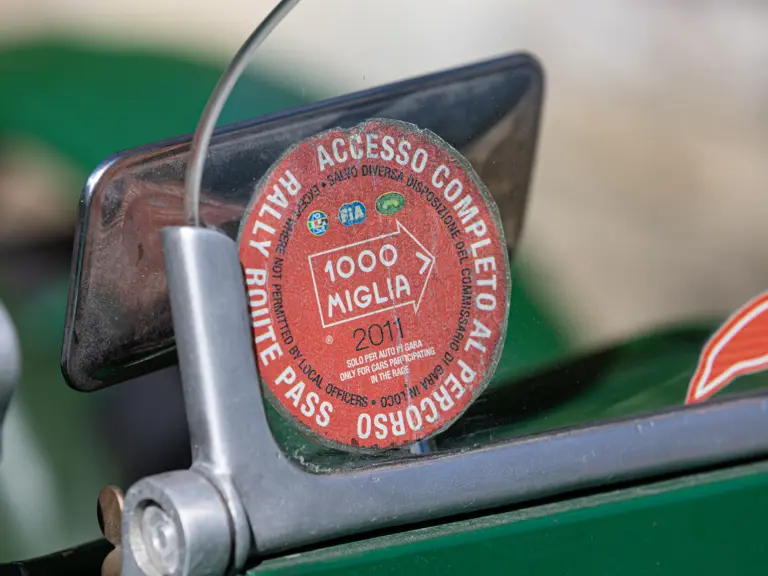 ACCESSO COMPLETO AL PERCORSO
RALLY ROUTE PASS
SALVO DIVERSA DISPOSIZIONE DEL COMMISSARIO DI GARA IN LOCO
EXCEPT WHERE NOT PERMITTED BY LOCAL OFFICERS
FiA
1000
MIGLIA
®
2011
SOLO PER AUTO IN GARA
ONLY FOR CARS PARTICIPATING
IN THE RACE